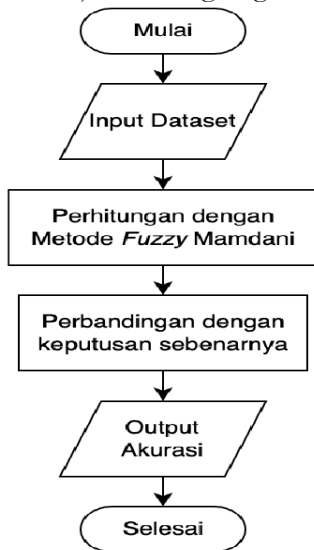 Mulai
Input Dataset
Perhitungan dengan
Metode Fuzzy Mamdani
Perbandingan dengan
keputusan sebenarnya
Output
Akurasi
Selesai